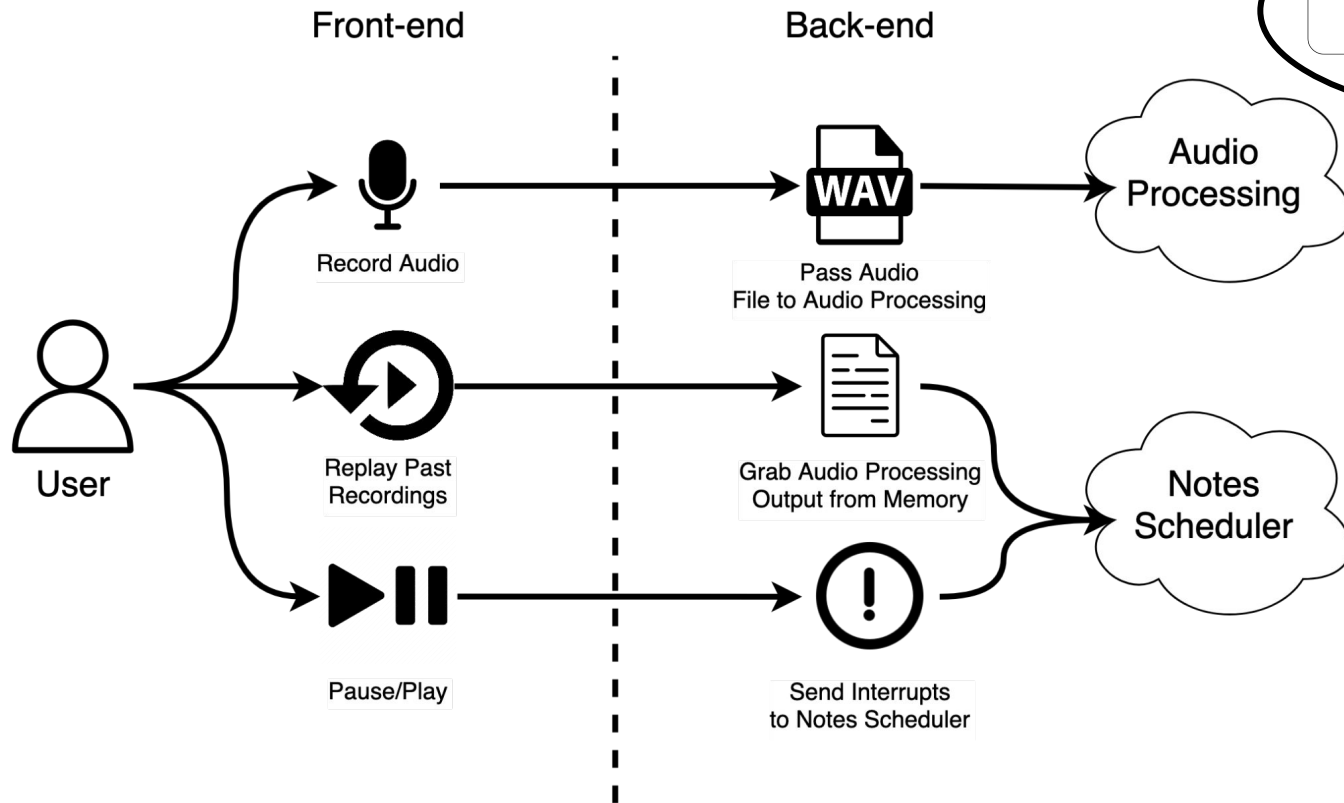 Front-end
Back-end
WAV
Audio
Processing
Record Audio
Pass Audio
File to Audio Processing
User
Replay Past
Recordings
Grab Audio Processing
Output from Memory
Notes
Scheduler
Pause/Play
Send Interrupts
to Notes Scheduler